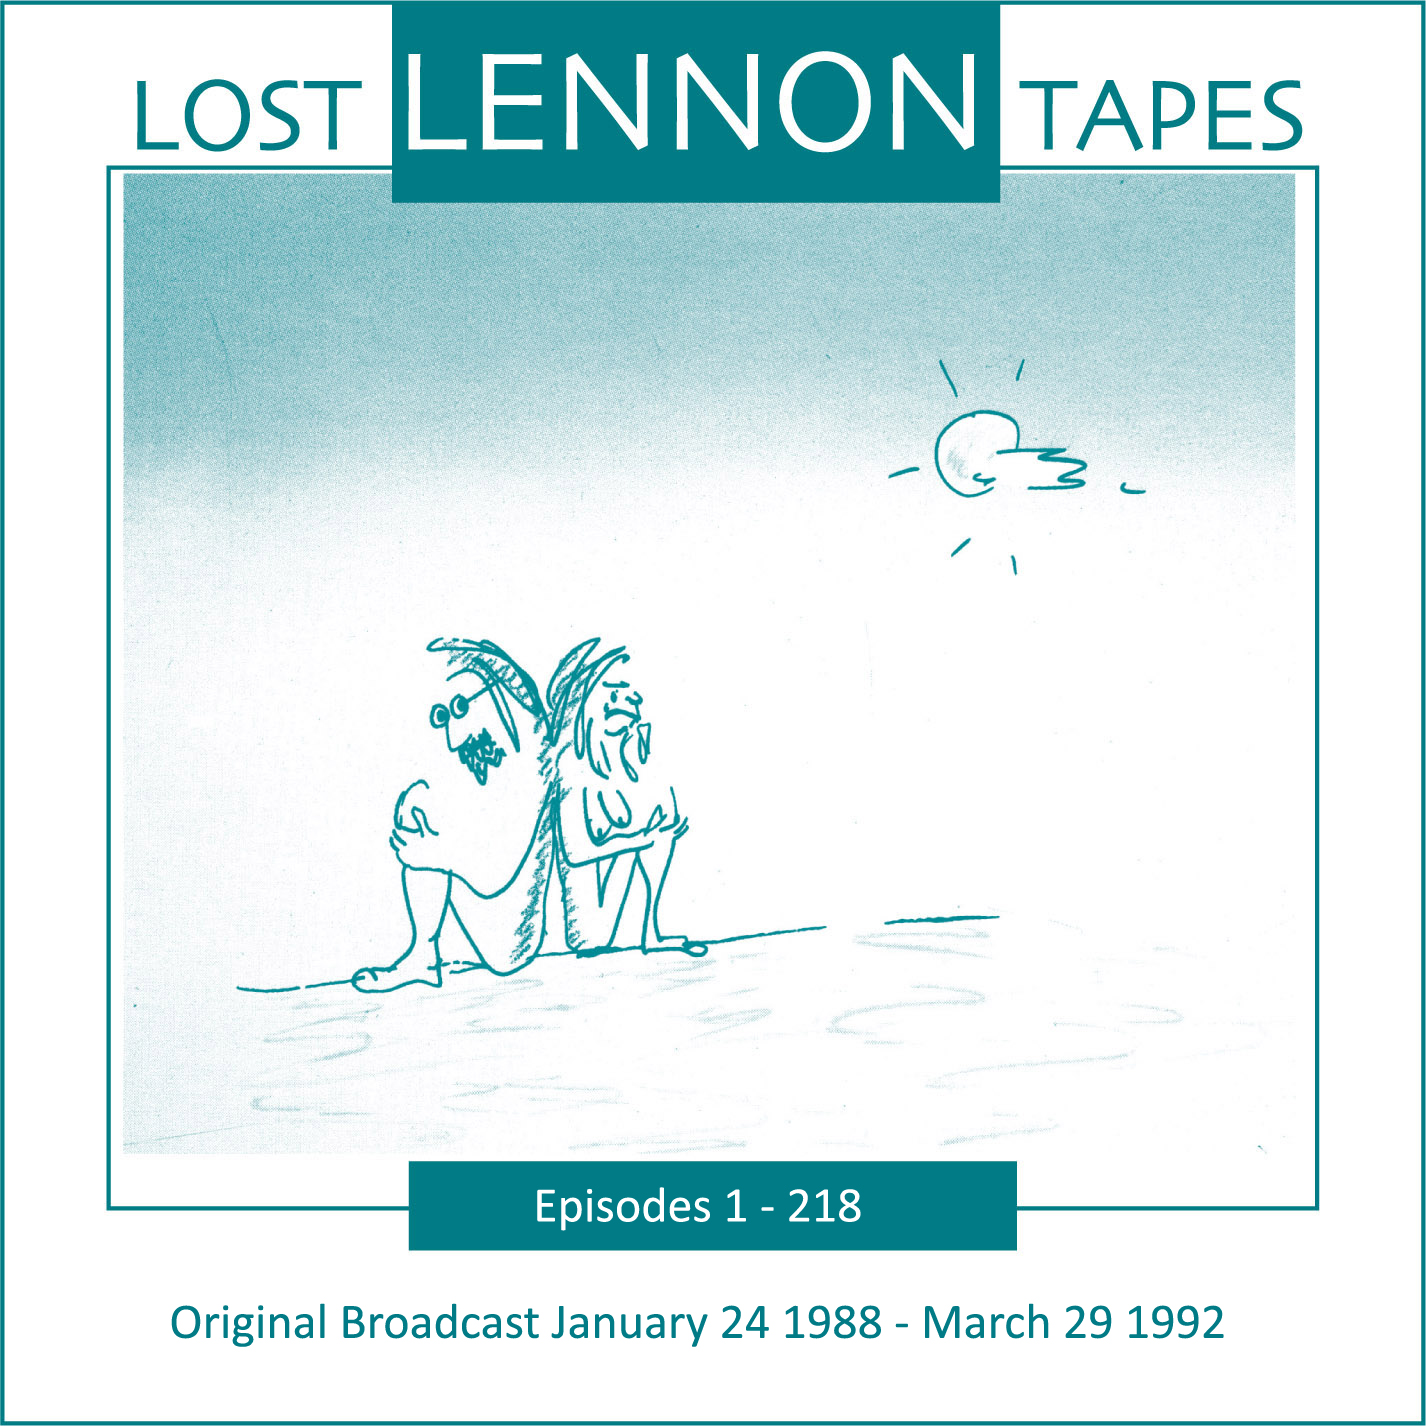 LOST LENNON TAPES
Episodes 1 - 218
Original Broadcast January 24 1988 - March 29 1992